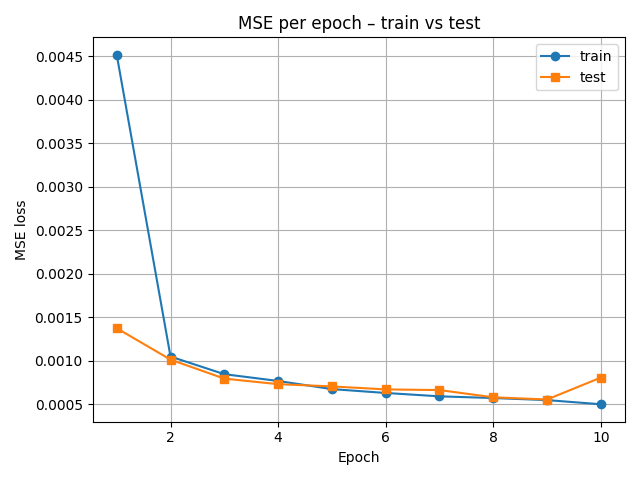 MSE per epoch – train vs test
train
test
0.0045
0.0040
0.0035
0.0030
0.0025
0.0020
0.0015
0.0010
0.0005
MSE loss
2 4 6 8 10
Epoch